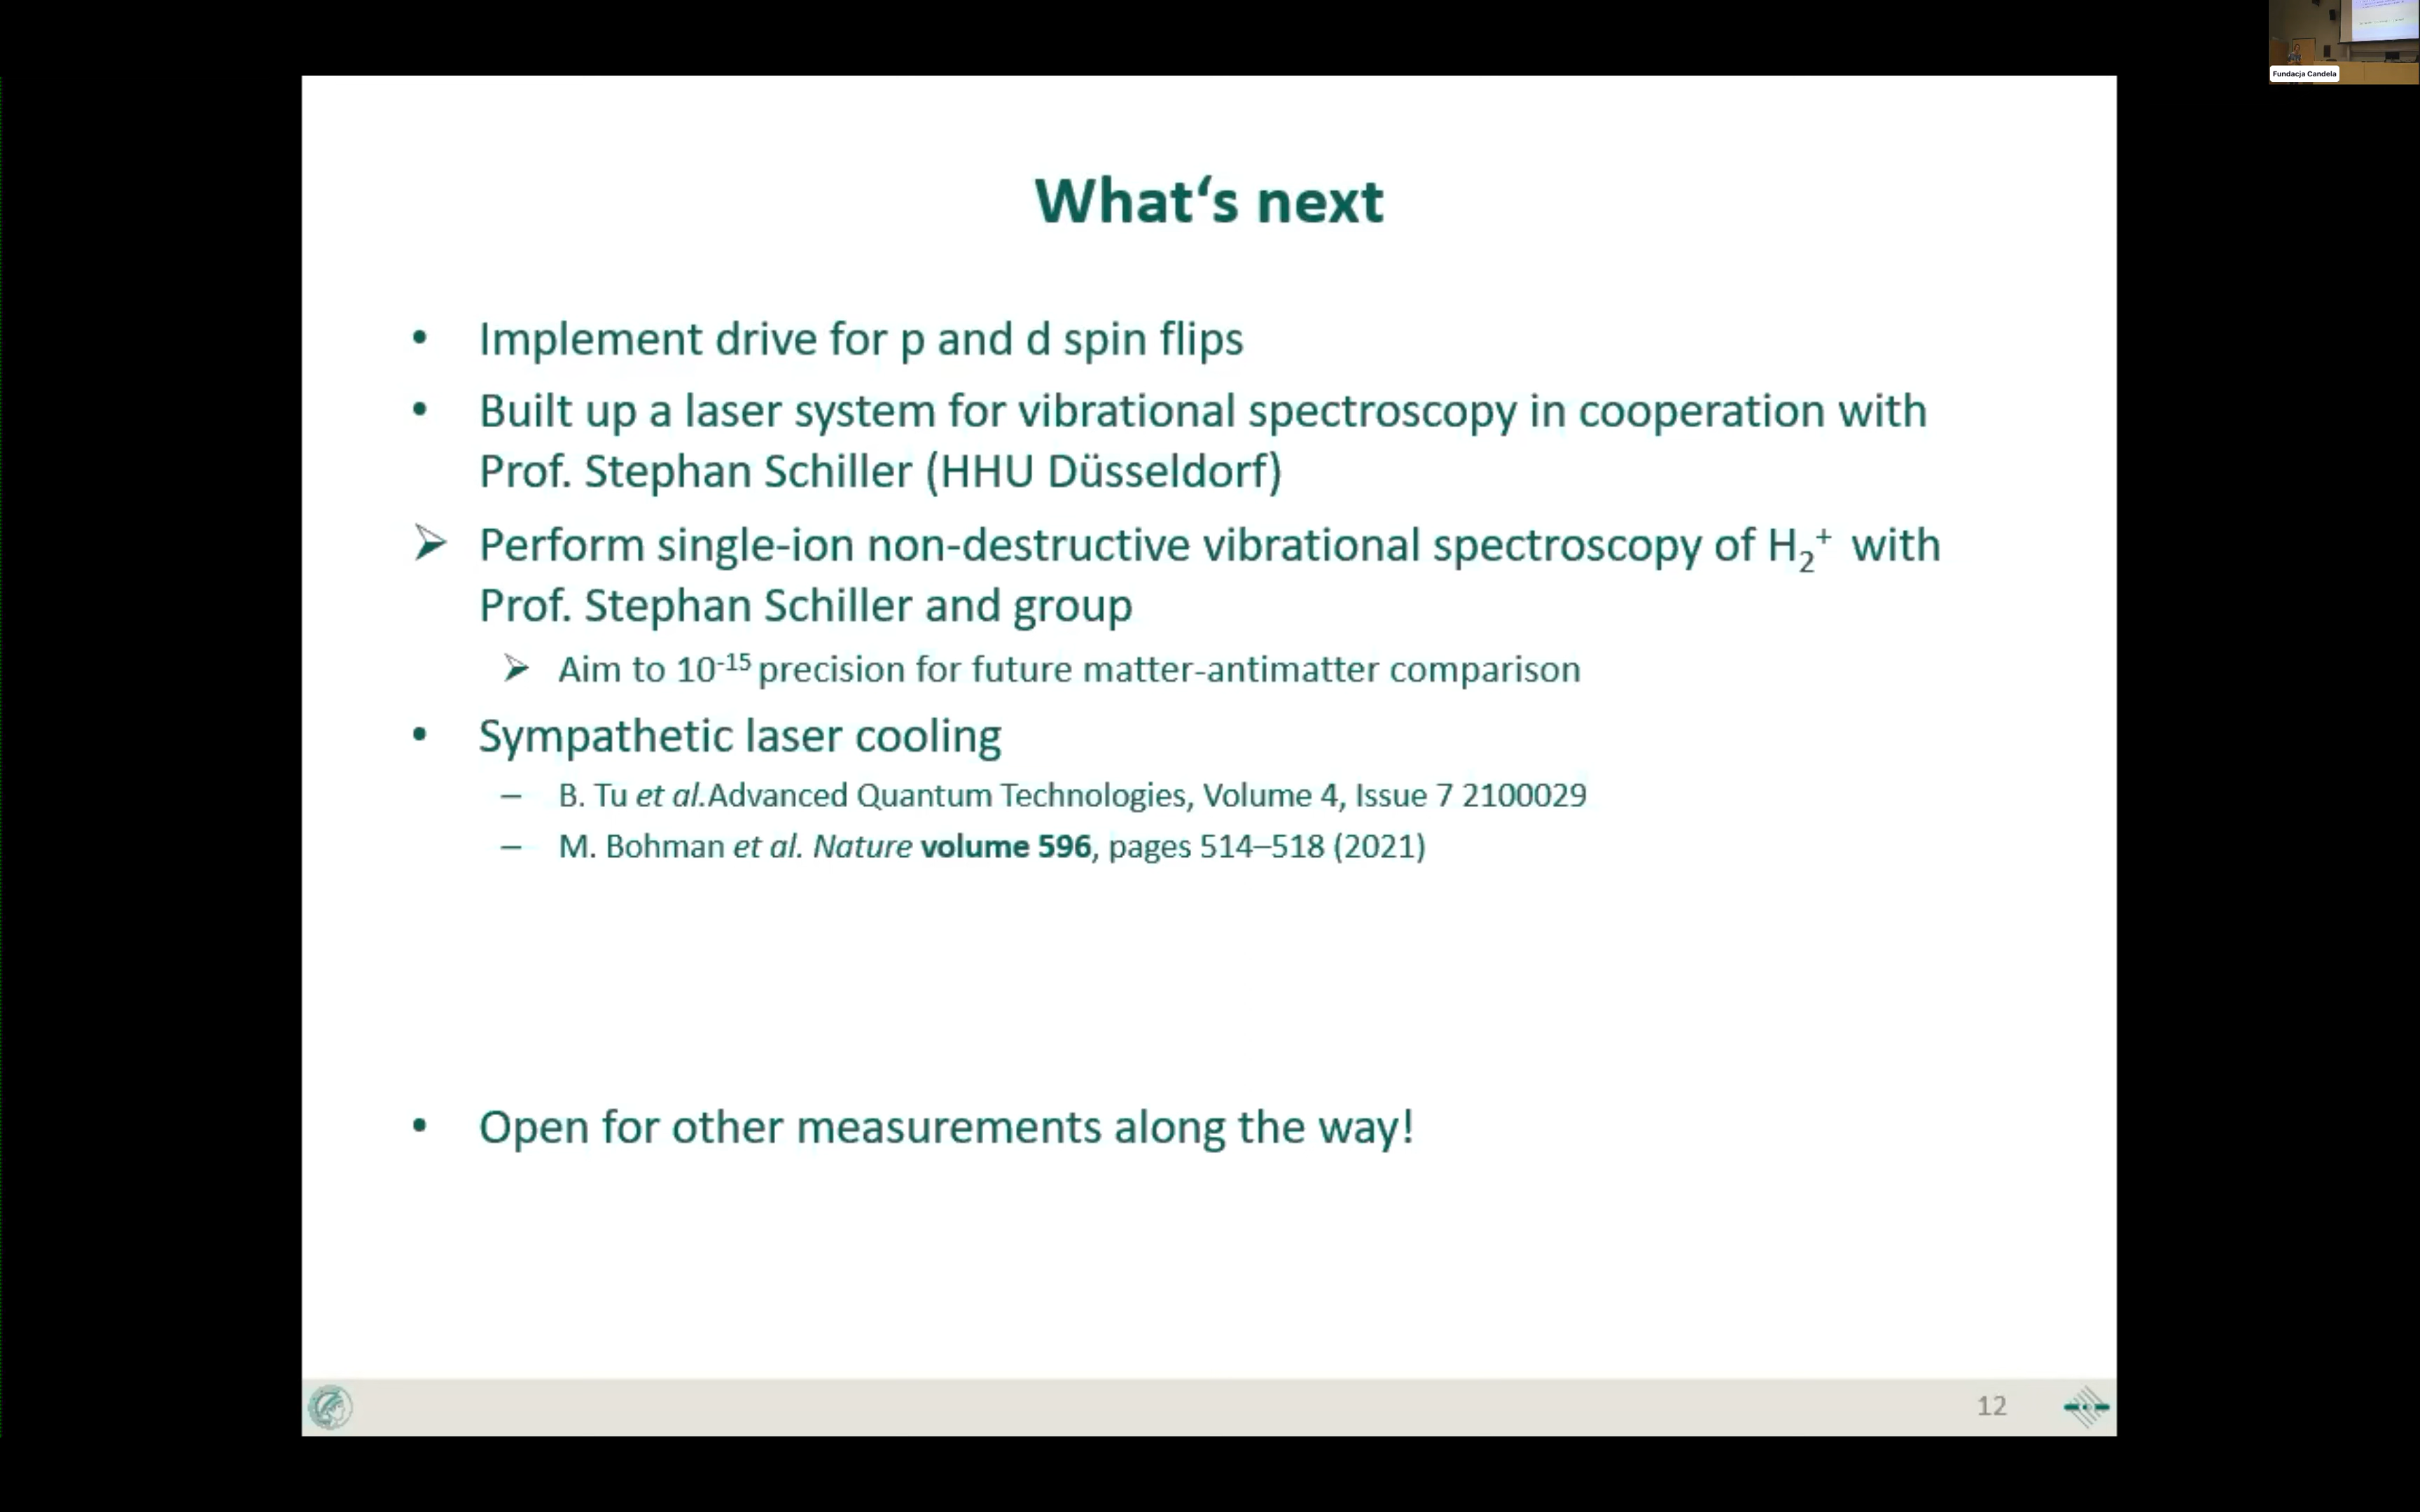 Fundacja Candela
What‘s next
• Implement drive for p and d spin flips
• Built up a laser system for vibrational spectroscopy in cooperation with
Prof. Stephan Schiller (HHU Düsseldorf)
➢ Perform single-ion non-destructive vibrational spectroscopy of H₂⁺ with
Prof. Stephan Schiller and group
➢ Aim to 10⁻¹⁵ precision for future matter-antimatter comparison
• Sympathetic laser cooling
– B. Tu et al.Advanced Quantum Technologies, Volume 4, Issue 7 2100029
– M. Bohman et al. Nature volume 596, pages 514–518 (2021)
• Open for other measurements along the way!
12